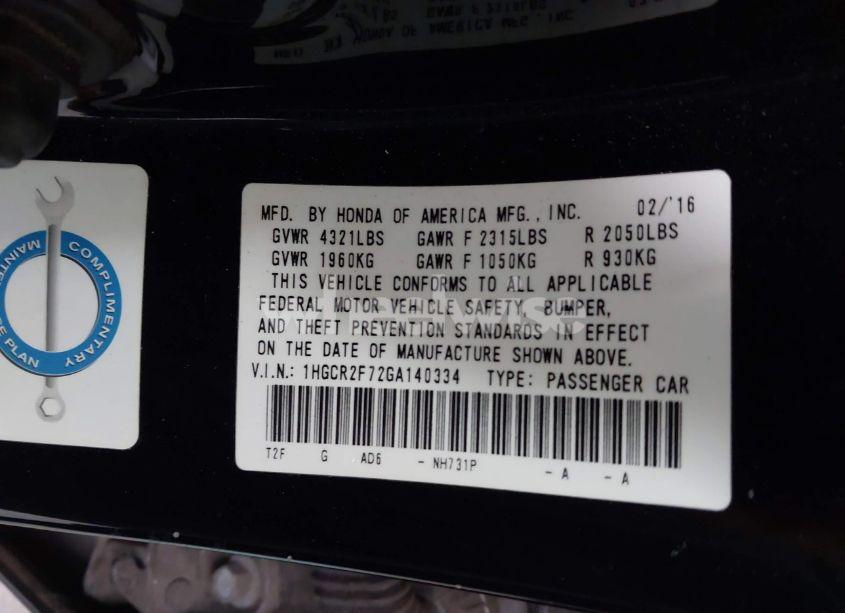 MFD. BY HONDA OF AMERICA MFG., INC. 02/'16
GVWR 4321LBS GAWR F 2315LBS R 2050LBS
GVWR 1960KG GAWR F 1050KG R 930KG
THIS VEHICLE CONFORMS TO ALL APPLICABLE
FEDERAL MOTOR VEHICLE SAFETY, BUMPER,
AND THEFT PREVENTION STANDARDS IN EFFECT
ON THE DATE OF MANUFACTURE SHOWN ABOVE.
V.I.N.: 1HGCR2F72GA140334 TYPE: PASSENGER CAR
T2F G AD6 - NH731P - A - A
COMPLIMENTARY
PLAN
wheelwise